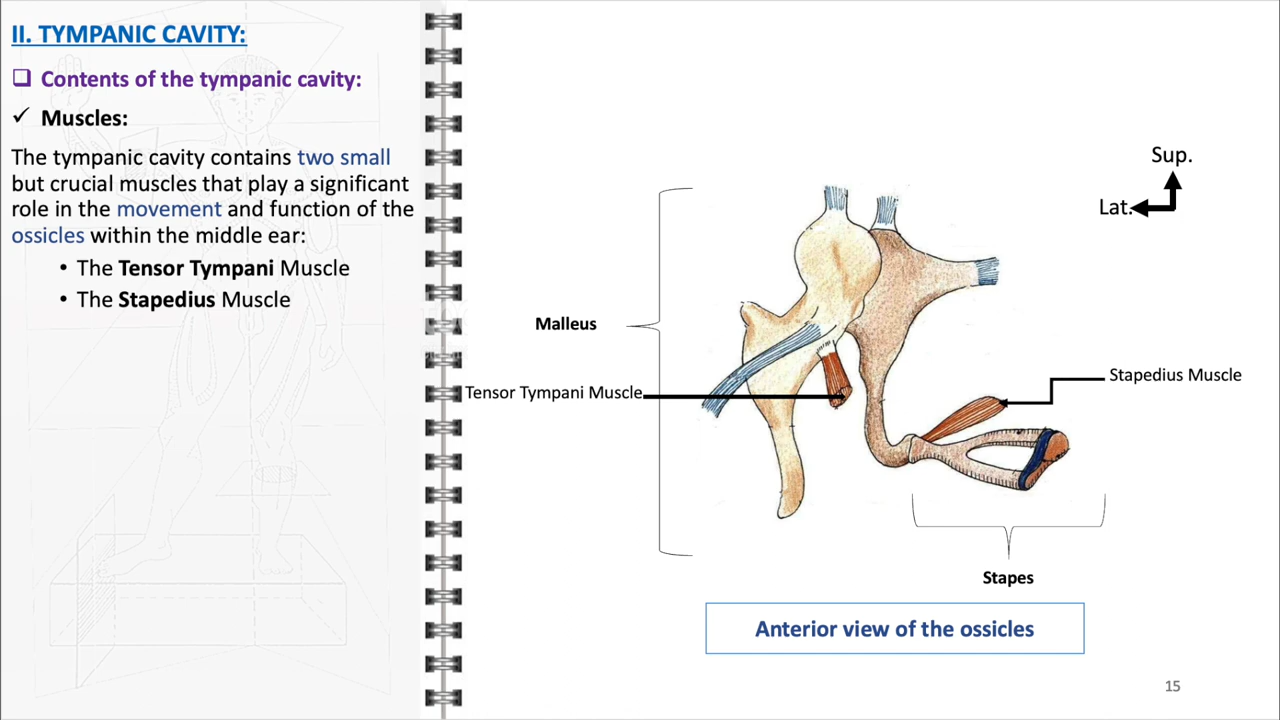 II. TYMPANIC CAVITY:
❑ Contents of the tympanic cavity:
✓ Muscles:
The tympanic cavity contains two small
but crucial muscles that play a significant
role in the movement and function of the
ossicles within the middle ear:
• The Tensor Tympani Muscle
• The Stapedius Muscle
Sup.
Lat.
Malleus
Tensor Tympani Muscle
Stapedius Muscle
Stapes
Anterior view of the ossicles
15